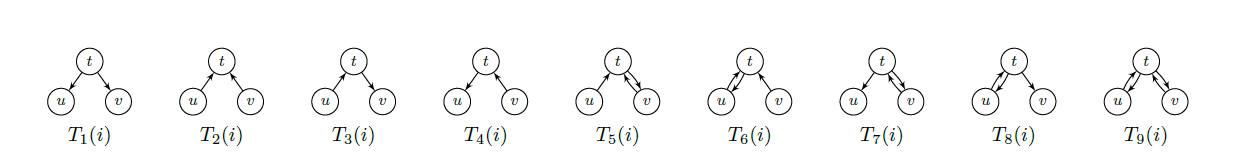 t t t t t t t t t
u v u v u v u v u v u v u v u v u v
T₁(i) T₂(i) T₃(i) T₄(i) T₅(i) T₆(i) T₇(i) T₈(i) T₉(i)